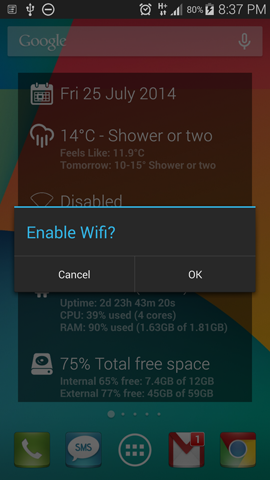 80% 8:37 PM
Google
Fri 25 July 2014
14°C - Shower or two
Feels Like: 11.9°C
Tomorrow: 10-15° Shower or two
Disabled
Enable Wifi?
Cancel OK
Uptime: 2d 23h 43m 20s
CPU: 39% used (4 cores)
RAM: 90% used (1.63GB of 1.81GB)
75% Total free space
Internal 65% free: 7.4GB of 12GB
External 77% free: 45GB of 59GB
SMS
1